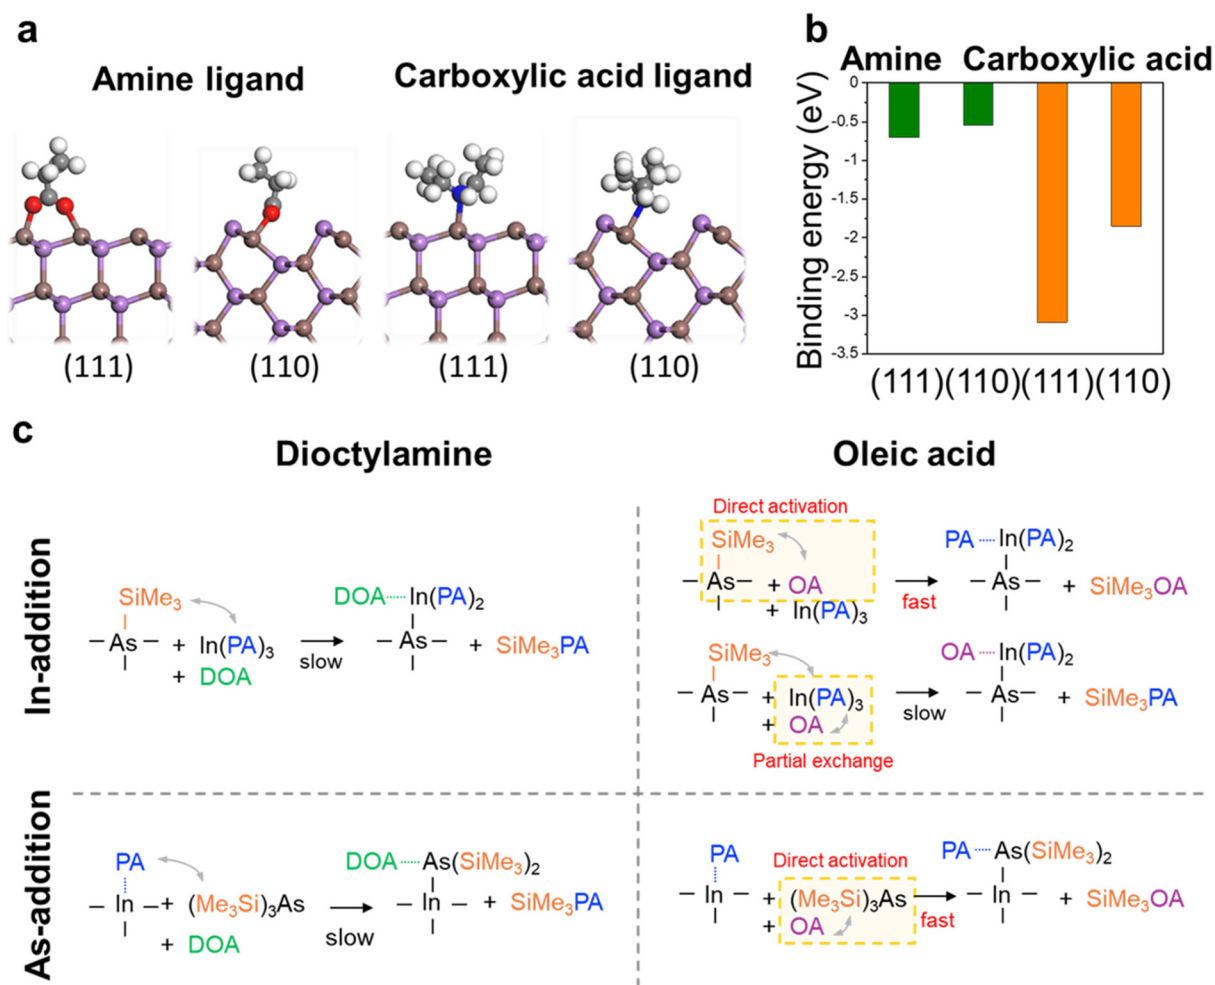 a
Amine ligand
Carboxylic acid ligand
(111)
(110)
(111)
(110)
b
Amine Carboxylic acid
Binding energy (eV)
0
-0.5
-1
-1.5
-2
-2.5
-3
-3.5
(111)(110)(111)(110)
c
Dioctylamine
Oleic acid
In-addition
SiMe3
As + In(PA)3
+ DOA
slow
DOA In(PA)2
As + SiMe3PA
Direct activation
SiMe3
As + OA
+ In(PA)3
fast
PA In(PA)2
As + SiMe3OA
SiMe3
As + In(PA)3
+ OA
Partial exchange
slow
OA In(PA)2
As + SiMe3PA
As-addition
PA
In + (Me3Si)3As
+ DOA
slow
DOA As(SiMe3)2
In + SiMe3PA
PA
Direct activation
In + (Me3Si)3As
+ OA
fast
PA As(SiMe3)2
In + SiMe3OA